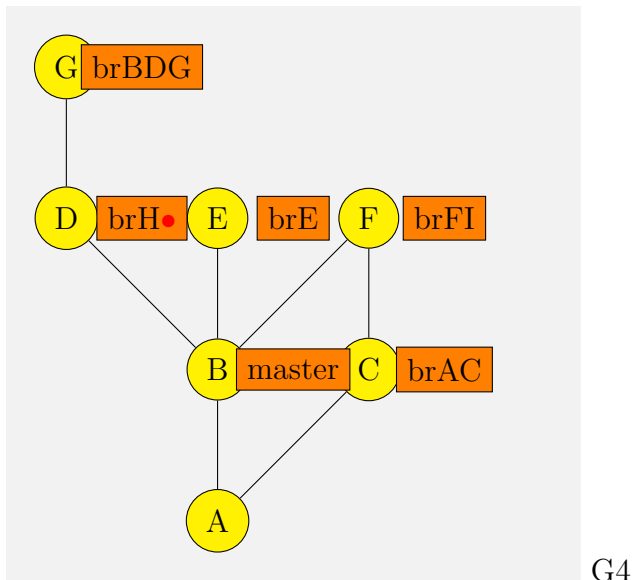 G brBDG
D brH E brE F brFI
B master C brAC
A
G4